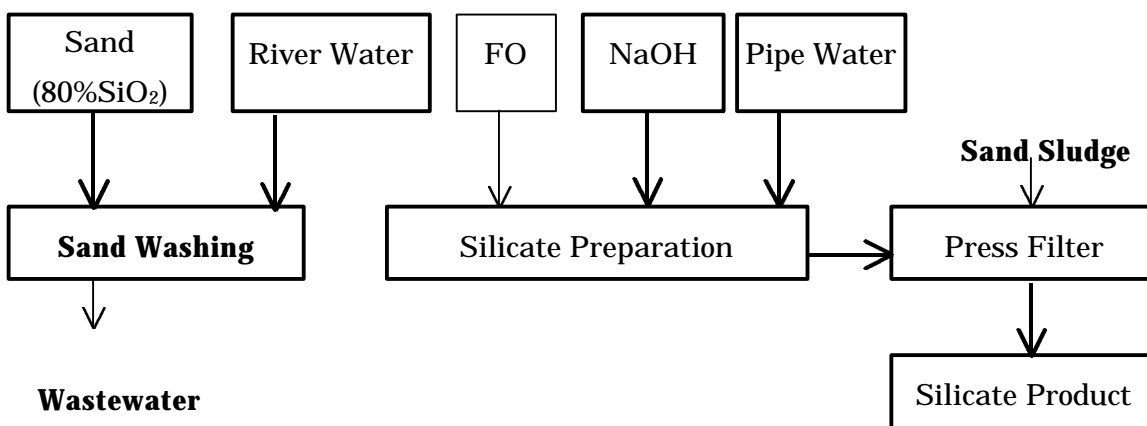 Sand
(80%SiO₂)
River Water
FO
NaOH
Pipe Water
Sand Sludge
Sand Washing
Silicate Preparation
Press Filter
Wastewater
Silicate Product